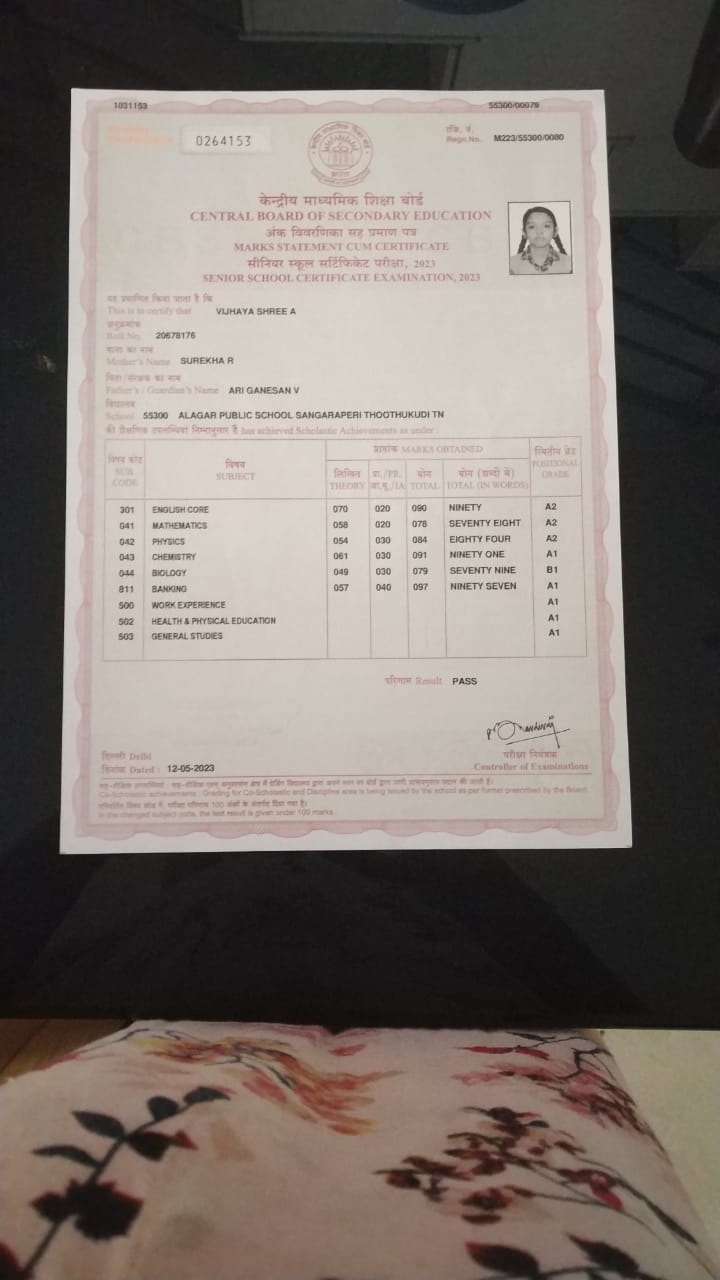 1031153 55300/00079
0264153
रजि. नं.
Regn.No. M223/55300/0080
केन्द्रीय माध्यमिक शिक्षा बोर्ड
CENTRAL BOARD OF SECONDARY EDUCATION
अंक विवरणिका सह प्रमाण पत्र
MARKS STATEMENT CUM CERTIFICATE
सीनियर स्कूल सर्टिफिकेट परीक्षा, 2023
SENIOR SCHOOL CERTIFICATE EXAMINATION, 2023
यह प्रमाणित किया जाता है कि
This is to certify that VIJHAYA SHREE A
अनुक्रमांक
Roll No. 20678176
माता का नाम
Mother's Name SUREKHA R
पिता/संरक्षक का नाम
Father's / Guardian's Name ARI GANESAN V
विद्यालय
School 55300 ALAGAR PUBLIC SCHOOL SANGARAPERI THOOTHUKUDI TN
की शैक्षणिक उपलब्धियां निम्नानुसार हैं has achieved Scholastic Achievements as under :
विषय कोड विषय प्राप्तांक MARKS OBTAINED स्थितीय ग्रेड
SUB. CODE SUBJECT लिखित प्रा./PR. योग योग (शब्दों में) POSITIONAL
THEORY आ.मू./IA TOTAL TOTAL (IN WORDS) GRADE
301 ENGLISH CORE 070 020 090 NINETY A2
041 MATHEMATICS 058 020 078 SEVENTY EIGHT A2
042 PHYSICS 054 030 084 EIGHTY FOUR A2
043 CHEMISTRY 061 030 091 NINETY ONE A1
044 BIOLOGY 049 030 079 SEVENTY NINE B1
811 BANKING 057 040 097 NINETY SEVEN A1
500 WORK EXPERIENCE A1
502 HEALTH & PHYSICAL EDUCATION A1
503 GENERAL STUDIES A1
परिणाम Result PASS
दिल्ली Delhi
परीक्षा नियंत्रक
दिनांक Dated : 12-05-2023 Controller of Examinations
Co-Scholastic achievements : Grading for Co-Scholastic and Discipline area is being issued by the school as per format prescribed by the Board.
परिवर्तित विषय कोड में, परीक्षा परिणाम 100 अंकों के अंतर्गत दिया गया है।
In the changed subject code, the test result is given under 100 marks.